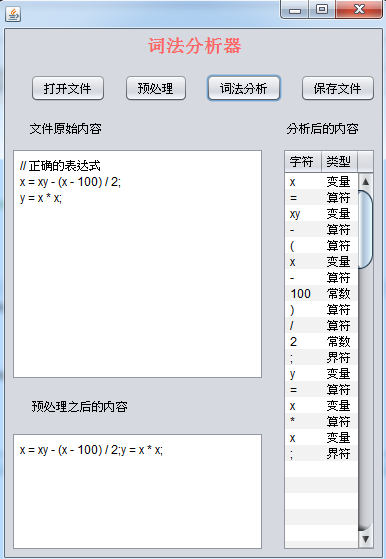 词法分析器
打开文件 预处理 词法分析 保存文件
文件原始内容
// 正确的表达式
x = xy - (x - 100) / 2;
y = x * x;
预处理之后的内容
x = xy - (x - 100) / 2;y = x * x;
分析后的内容
字符 类型
x 变量
= 算符
xy 变量
- 算符
( 算符
x 变量
- 算符
100 常数
) 算符
/ 算符
2 常数
; 界符
y 变量
= 算符
x 变量
* 算符
x 变量
; 界符